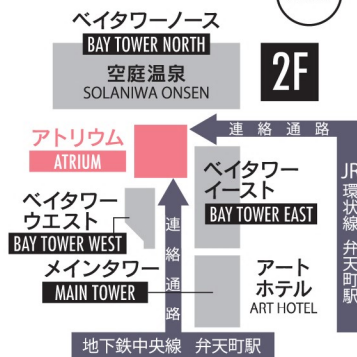 ベイタワーノース
BAY TOWER NORTH
空庭温泉
SOLANIWA ONSEN
2F
アトリウム
ATRIUM
連絡通路
JR環状線 弁天町駅
ベイタワー
イースト
BAY TOWER EAST
ベイタワー
ウエスト
BAY TOWER WEST
連絡通路
メインタワー
MAIN TOWER
アート
ホテル
ART HOTEL
地下鉄中央線 弁天町駅